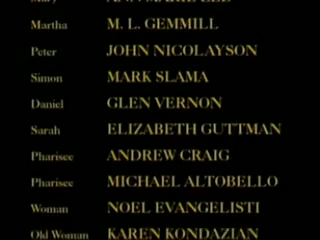 Martha M. L. GEMMILL
Peter JOHN NICOLAYSON
Simon MARK SLAMA
Daniel GLEN VERNON
Sarah ELIZABETH GUTTMAN
Pharisee ANDREW CRAIG
Pharisee MICHAEL ALTOBELLO
Woman NOEL EVANGELISTI
Old Woman KAREN KONDAZIAN